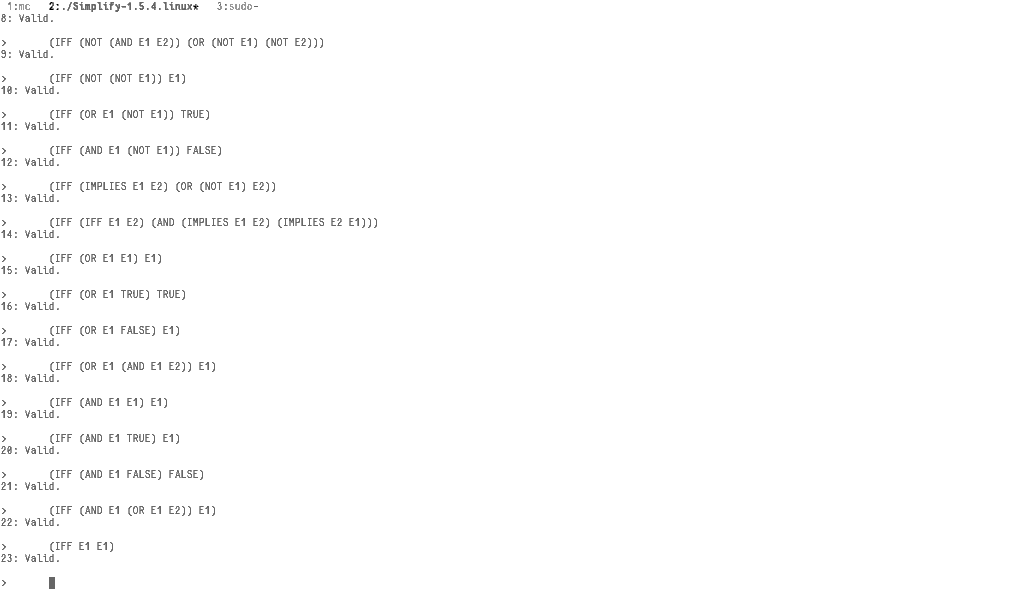 1:mc   2:./Simplify-1.5.4.linux*   3:sudo-
8: Valid.
>       (IFF (NOT (AND E1 E2)) (OR (NOT E1) (NOT E2)))
9: Valid.
>       (IFF (NOT (NOT E1)) E1)
10: Valid.
>       (IFF (OR E1 (NOT E1)) TRUE)
11: Valid.
>       (IFF (AND E1 (NOT E1)) FALSE)
12: Valid.
>       (IFF (IMPLIES E1 E2) (OR (NOT E1) E2))
13: Valid.
>       (IFF (IFF E1 E2) (AND (IMPLIES E1 E2) (IMPLIES E2 E1)))
14: Valid.
>       (IFF (OR E1 E1) E1)
15: Valid.
>       (IFF (OR E1 TRUE) TRUE)
16: Valid.
>       (IFF (OR E1 FALSE) E1)
17: Valid.
>       (IFF (OR E1 (AND E1 E2)) E1)
18: Valid.
>       (IFF (AND E1 E1) E1)
19: Valid.
>       (IFF (AND E1 TRUE) E1)
20: Valid.
>       (IFF (AND E1 FALSE) FALSE)
21: Valid.
>       (IFF (AND E1 (OR E1 E2)) E1)
22: Valid.
>       (IFF E1 E1)
23: Valid.
>